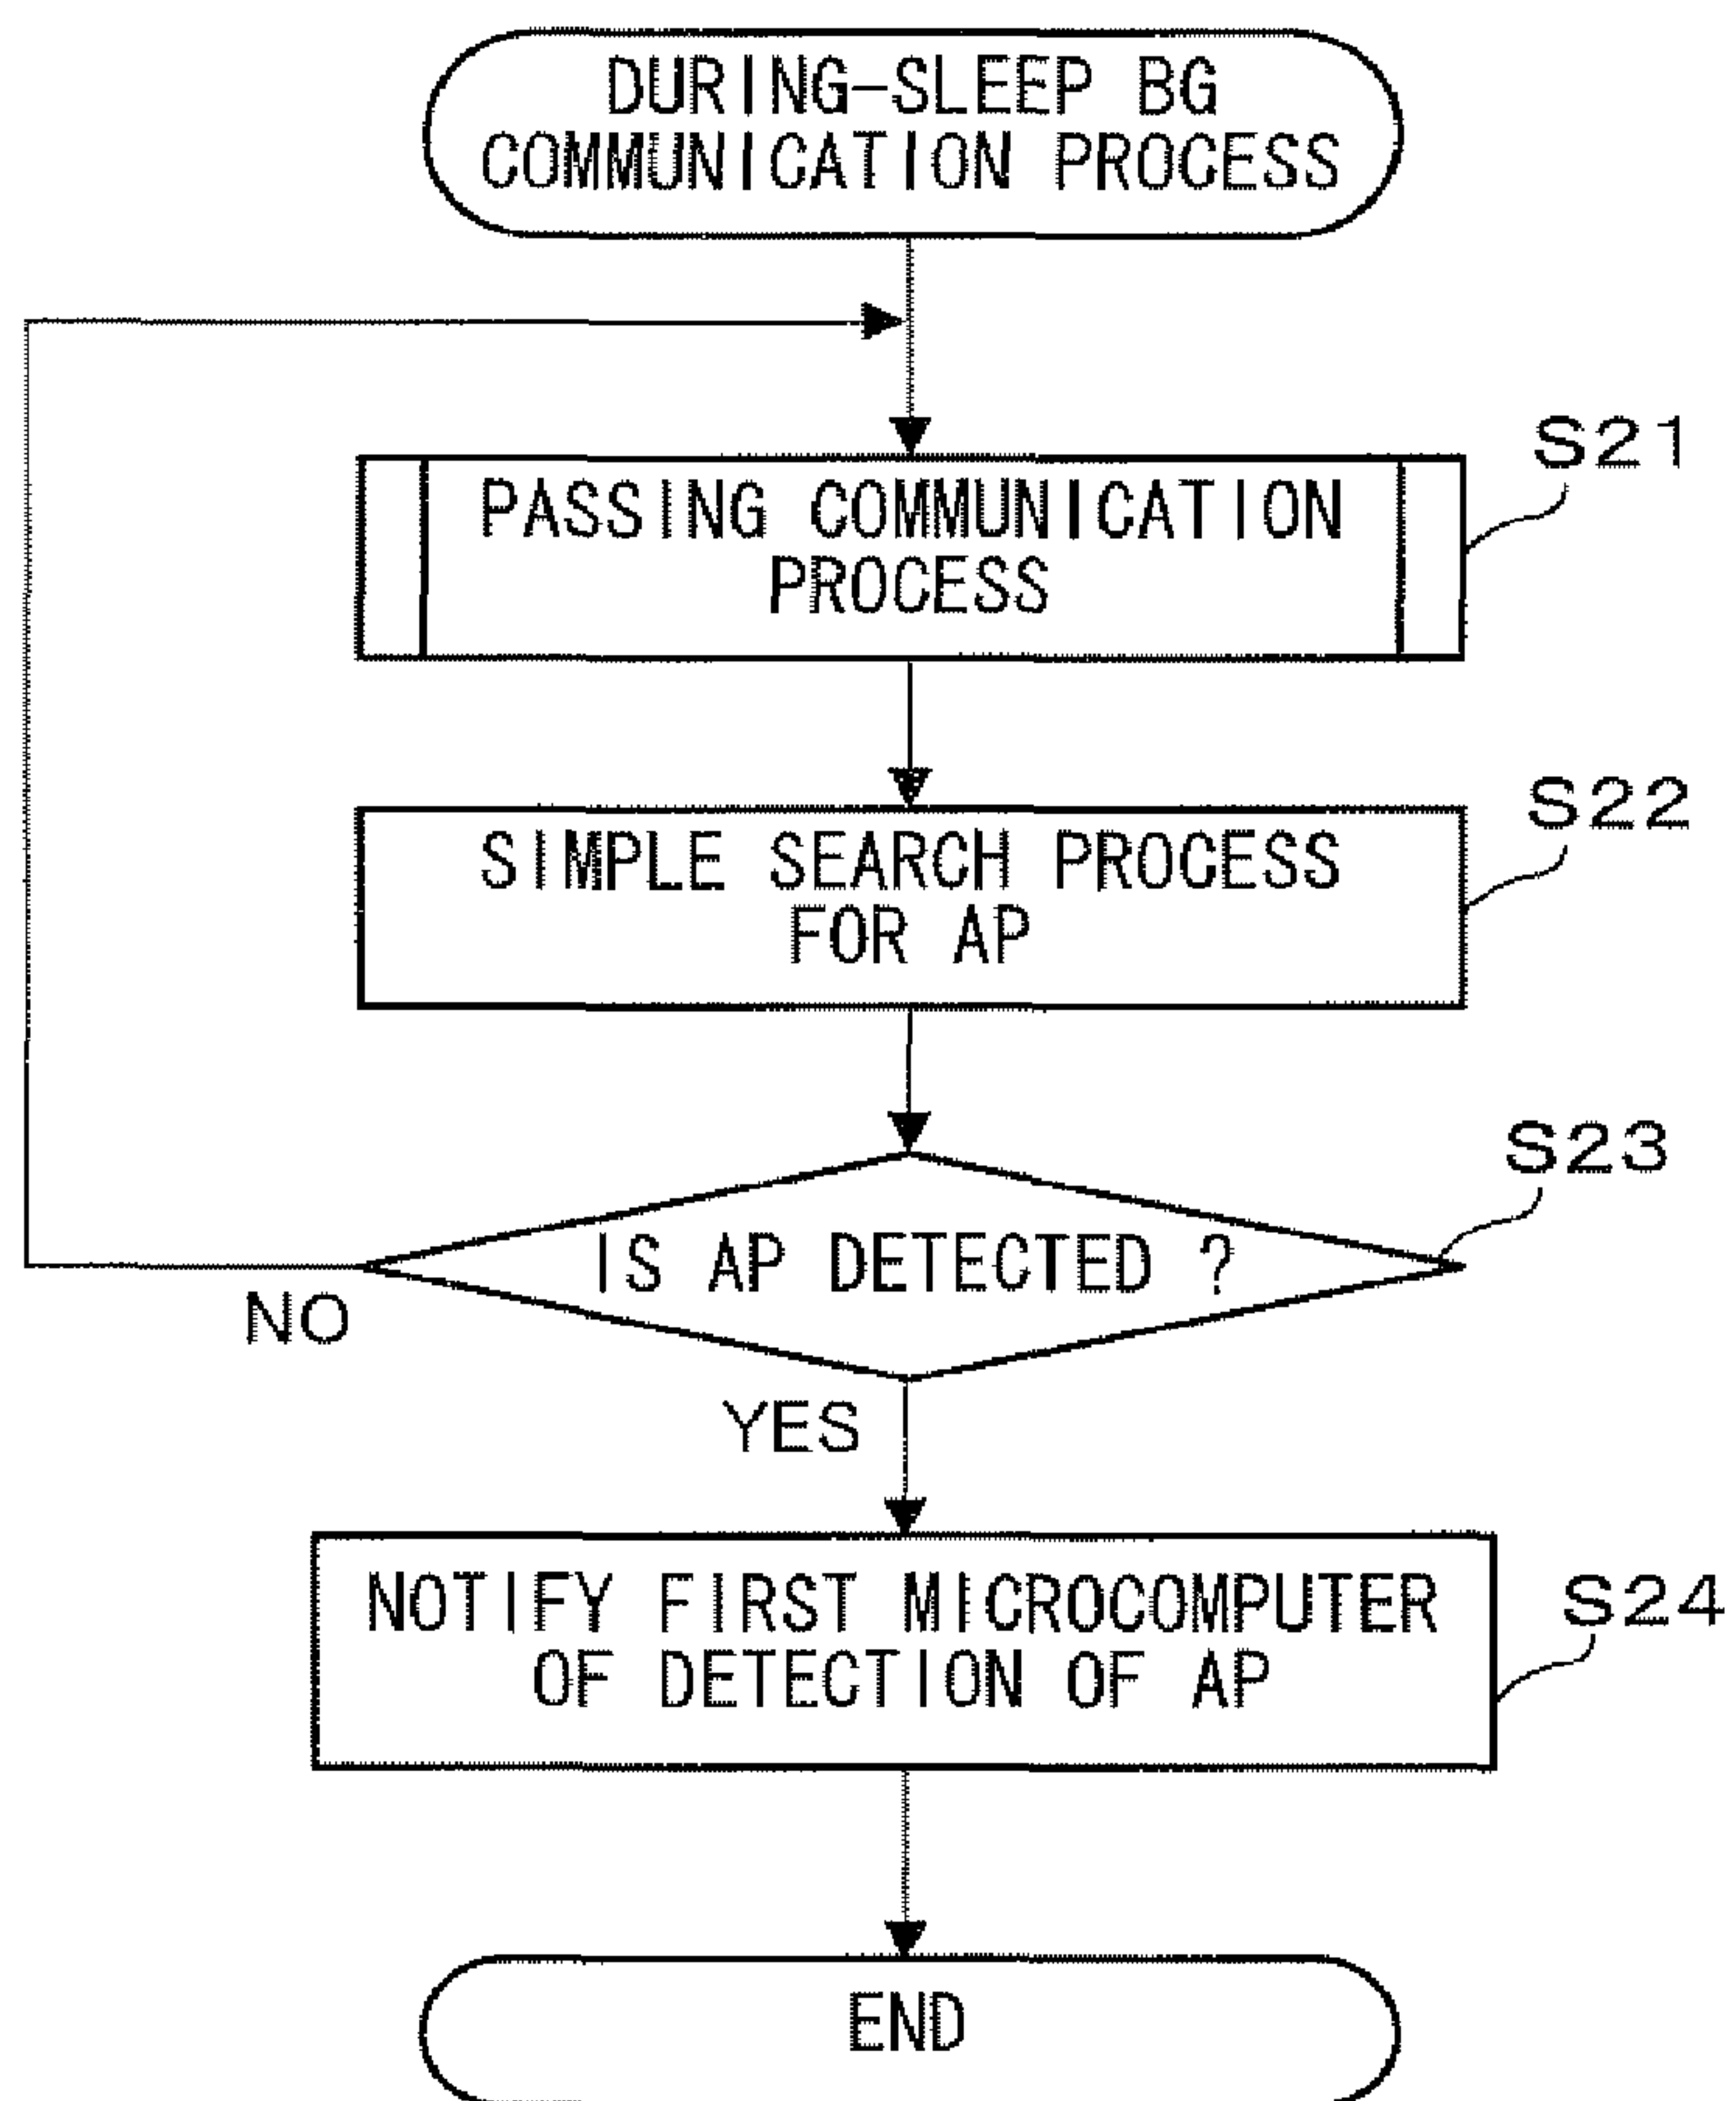 DURING-SLEEP BG
COMMUNICATION PROCESS
S21
PASSING COMMUNICATION
PROCESS
S22
SIMPLE SEARCH PROCESS
FOR AP
S23
IS AP DETECTED ?
NO
YES
S24
NOTIFY FIRST MICROCOMPUTER
OF DETECTION OF AP
END